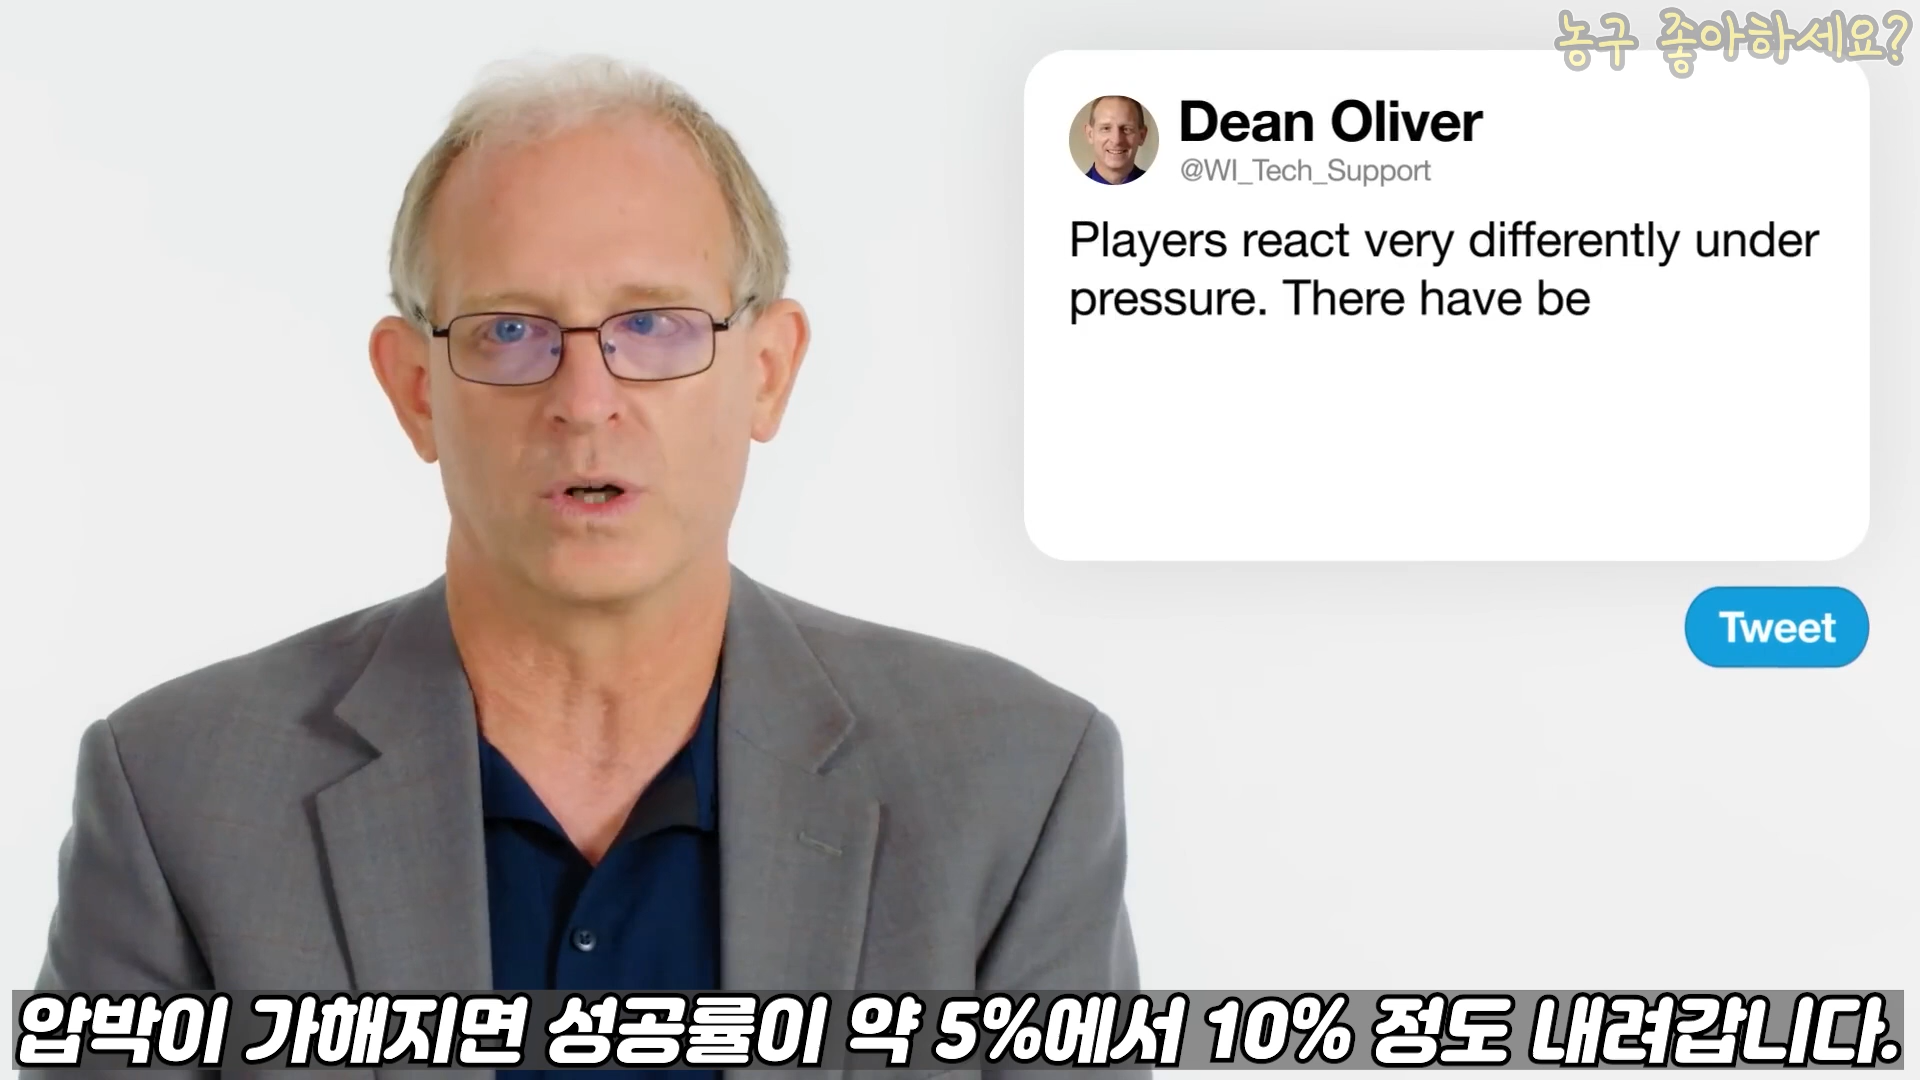 농구 좋아하세요?
Dean Oliver
@WI_Tech_Support
Players react very differently under
pressure. There have be
Tweet
압박이 가해지면 성공률이 약 5%에서 10% 정도 내려갑니다.